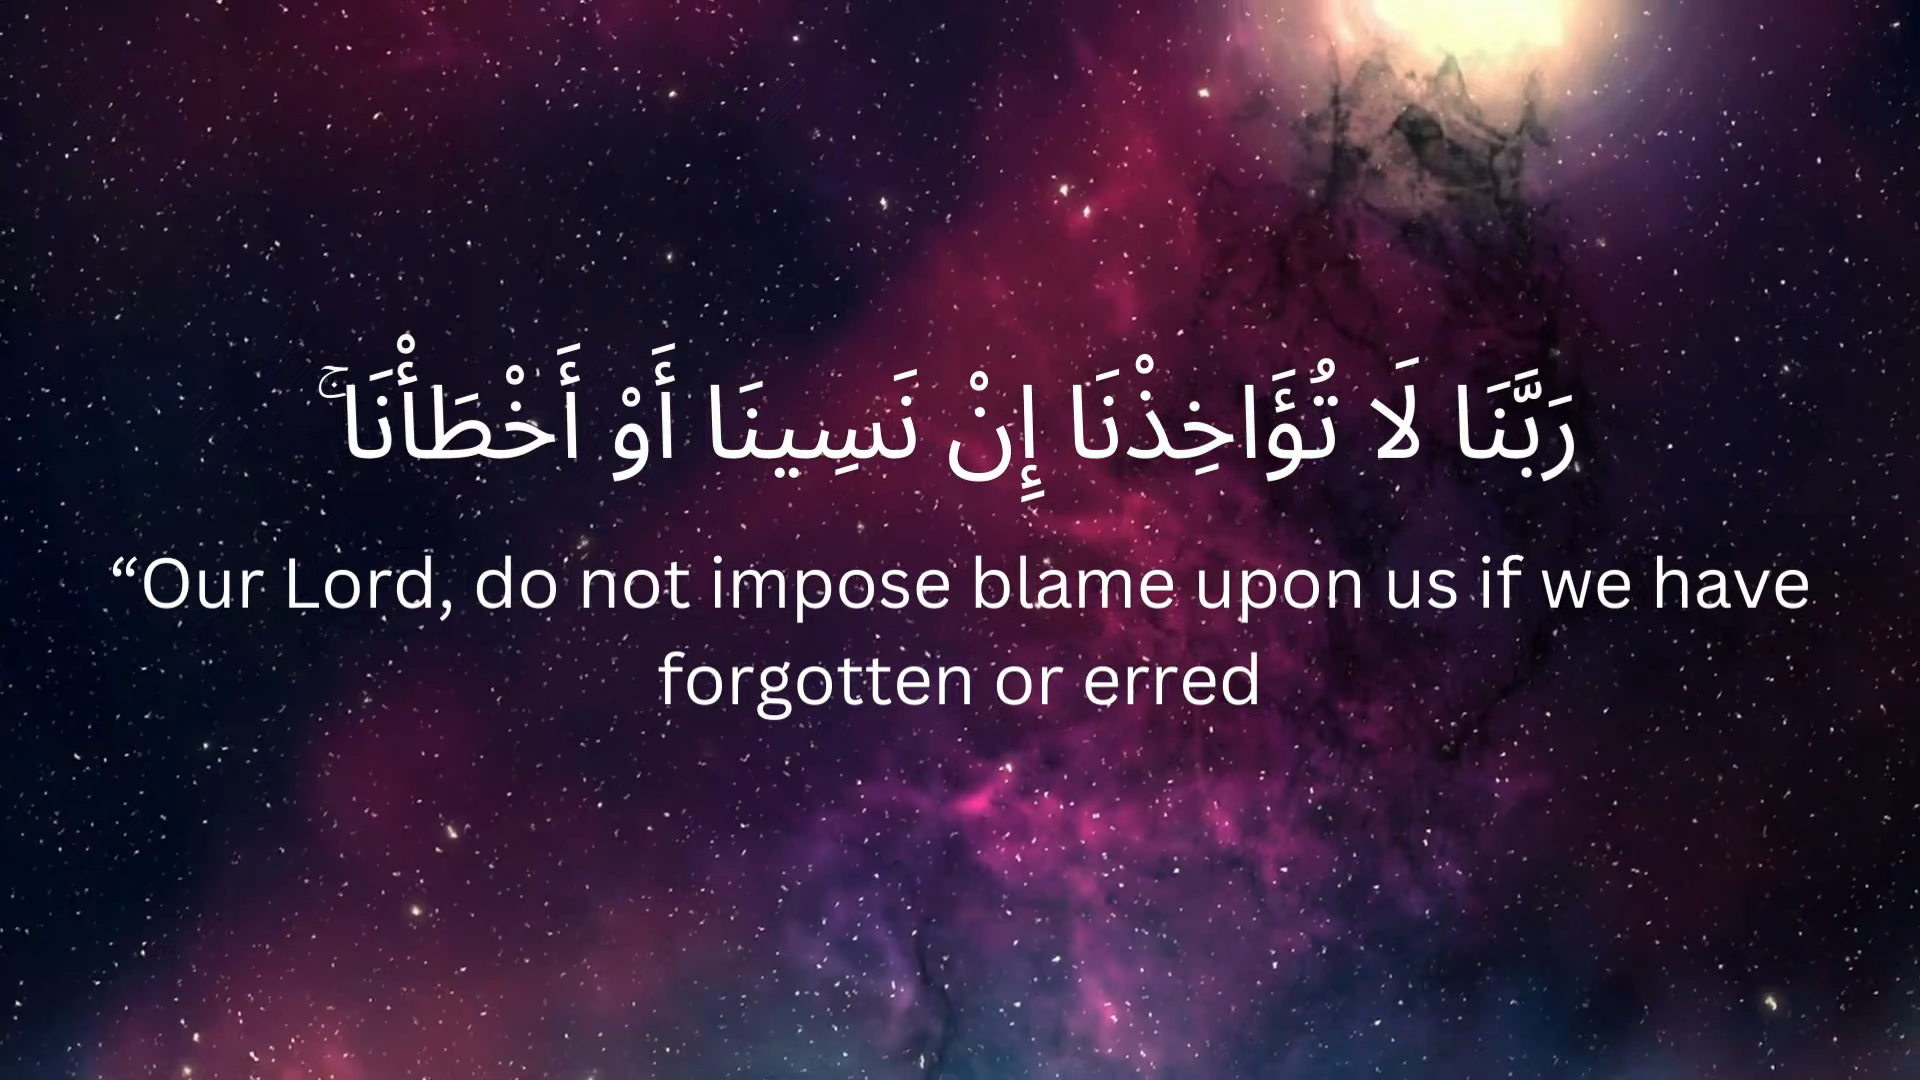 رَبَّنَا لَا تُؤَاخِذْنَا إِنْ نَسِينَا أَوْ أَخْطَأْنَا ۚ
“Our Lord, do not impose blame upon us if we have
forgotten or erred